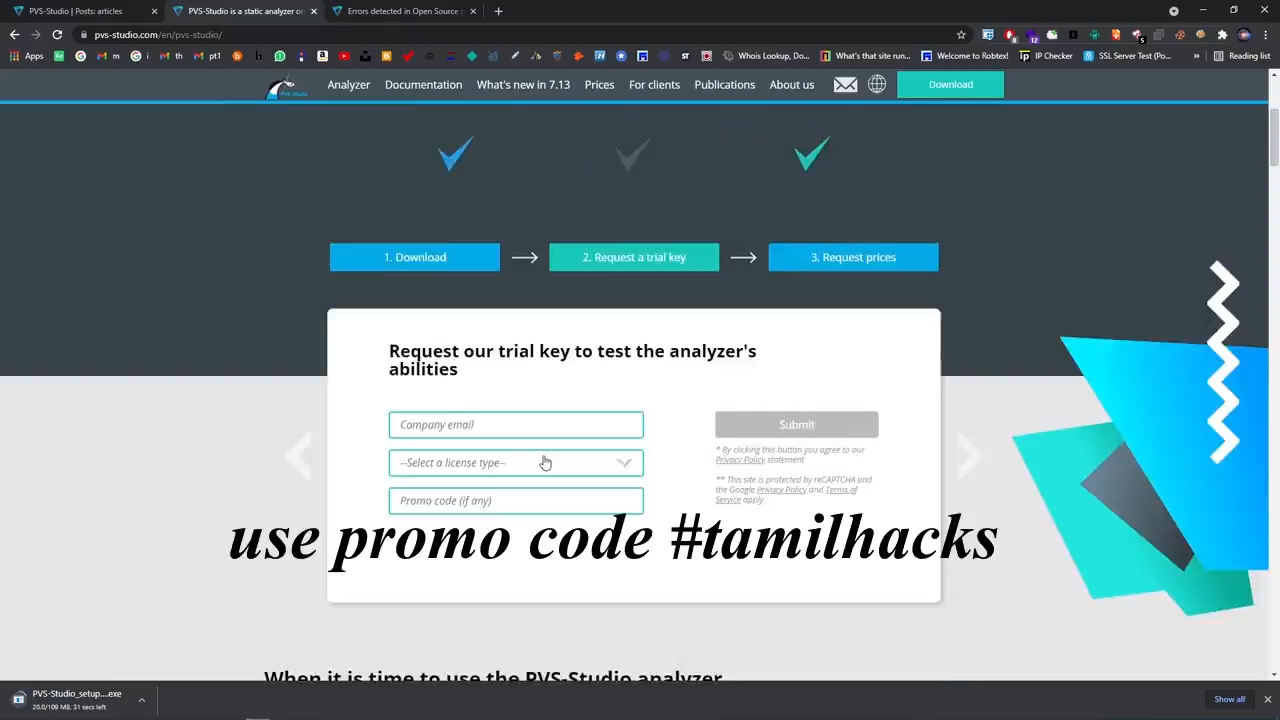 PVS-Studio | Posts: articles
PVS-Studio is a static analyzer on
Errors detected in Open Source p
pvs-studio.com/en/pvs-studio/
Apps
m
i
th
pt1
Whois Lookup, Do...
What's that site run...
Welcome to Robtex!
IP Checker
SSL Server Test (Po...
Reading list
Analyzer
Documentation
What's new in 7.13
Prices
For clients
Publications
About us
Download
1. Download
2. Request a trial key
3. Request prices
Request our trial key to test the analyzer's
abilities
Company email
Submit
--Select a license type--
* By clicking this button you agree to our
Privacy Policy statement
** This site is protected by reCAPTCHA and
the Google Privacy Policy and Terms of
Service apply
Promo code (if any)
use promo code #tamilhacks
When it is time to use the PVS-Studio analyzer
PVS-Studio_setup....exe
20.0/109 MB, 31 secs left
Show all